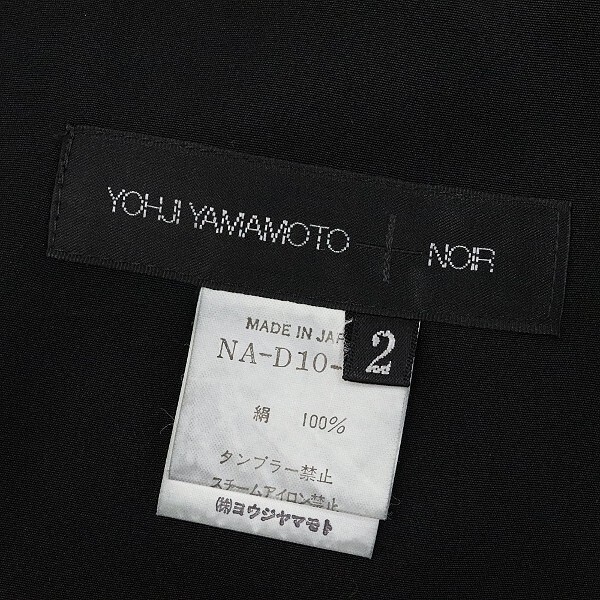 YOHJI YAMAMOTO NOIR
MADE IN JAP
NA-D10-
2
絹 100%
タンブラー禁止
スチームアイロン禁止
㈱ヨウジヤマモト